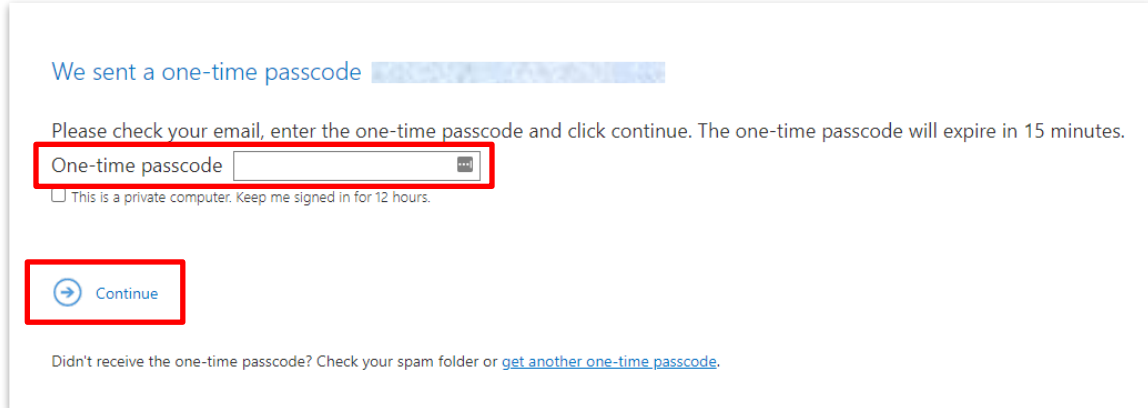 We sent a one-time passcode
Please check your email, enter the one-time passcode and click continue. The one-time passcode will expire in 15 minutes.
One-time passcode
This is a private computer. Keep me signed in for 12 hours.
Continue
Didn't receive the one-time passcode? Check your spam folder or get another one-time passcode.